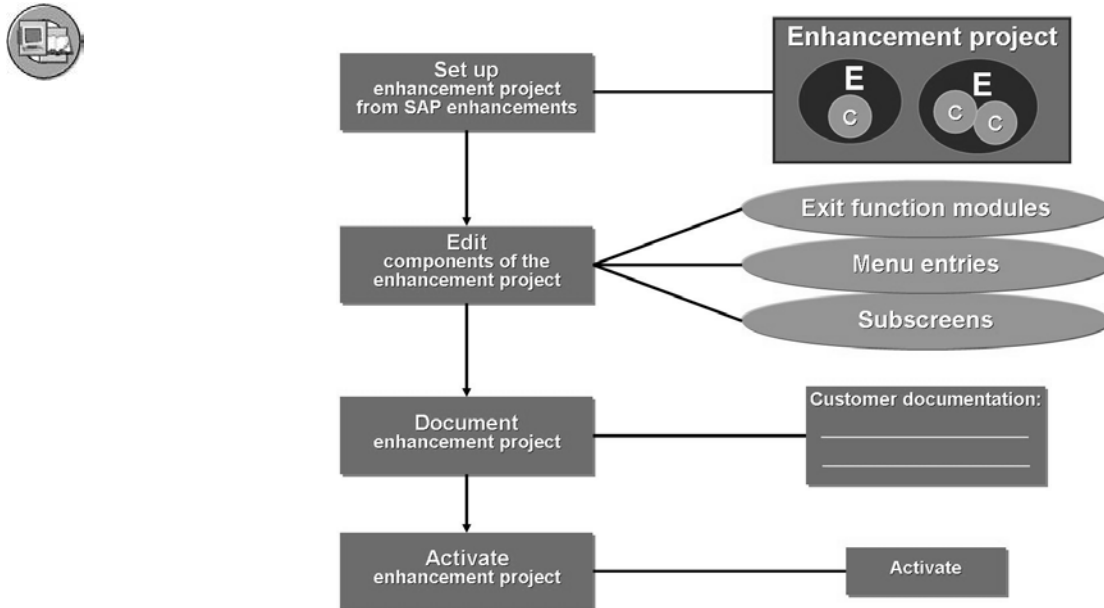 Enhancement project
E
E
C
C
C
Set up
enhancement project
from SAP enhancements
Exit function modules
Edit
components of the
enhancement project
Menu entries
Subscreens
Document
enhancement project
Customer documentation:
Activate
enhancement project
Activate